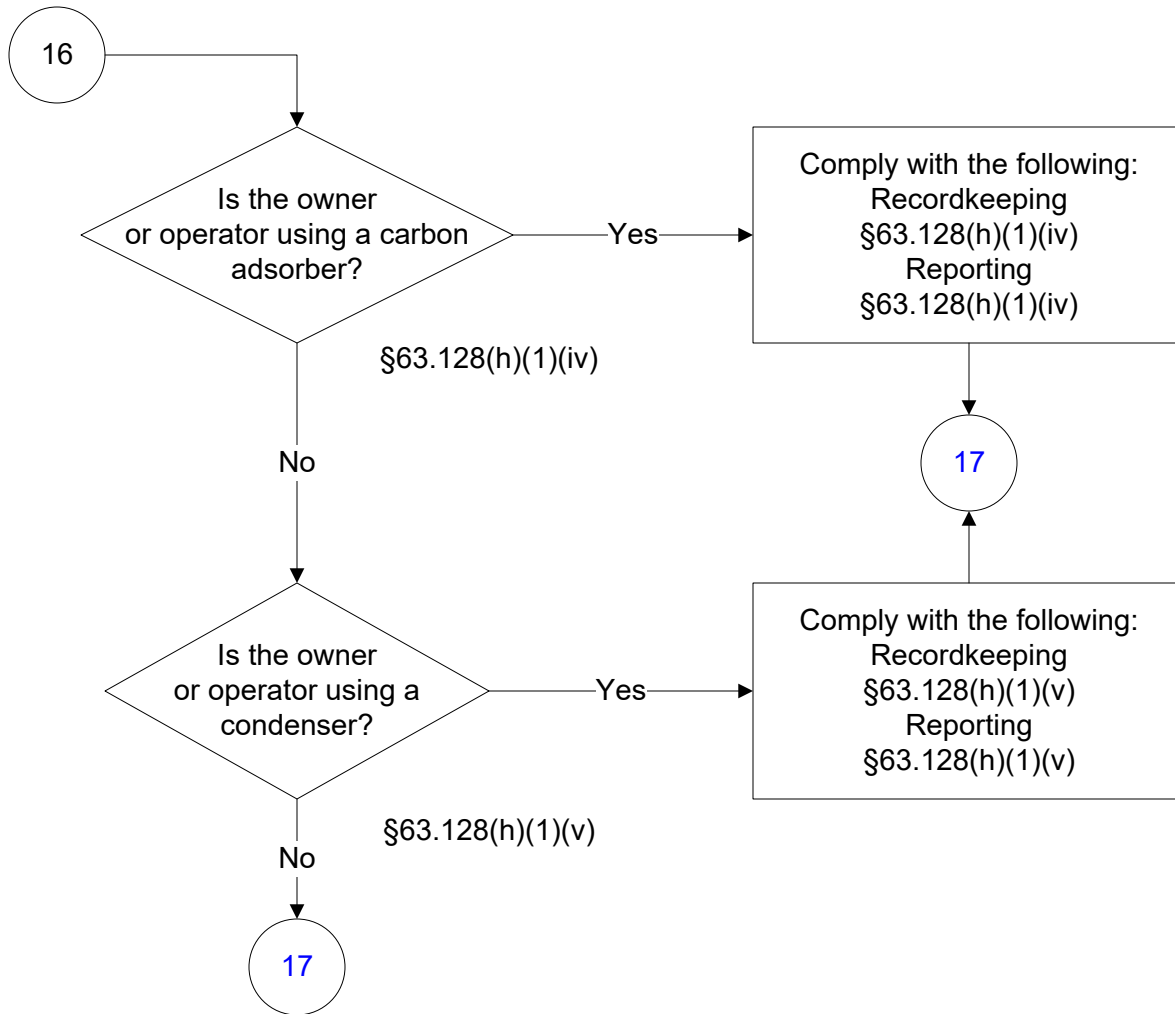 16
Is the owner
or operator using a carbon
adsorber?
Yes
Comply with the following:
Recordkeeping
§63.128(h)(1)(iv)
Reporting
§63.128(h)(1)(iv)
§63.128(h)(1)(iv)
No
17
Is the owner
or operator using a
condenser?
Yes
Comply with the following:
Recordkeeping
§63.128(h)(1)(v)
Reporting
§63.128(h)(1)(v)
§63.128(h)(1)(v)
No
17